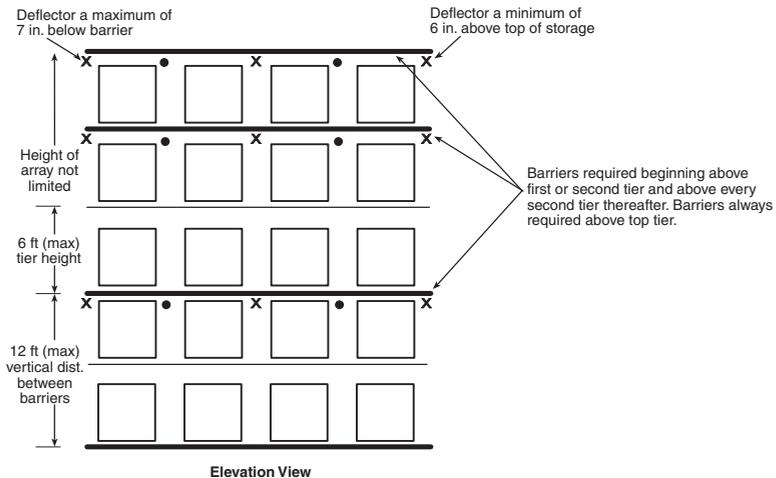 Deflector a maximum of
7 in. below barrier
Deflector a minimum of
6 in. above top of storage
X
X
X
X
X
X
Height of
array not
limited
Barriers required beginning above
first or second tier and above every
second tier thereafter. Barriers always
required above top tier.
6 ft (max)
tier height
X
X
X
12 ft (max)
vertical dist.
between
barriers
Elevation View